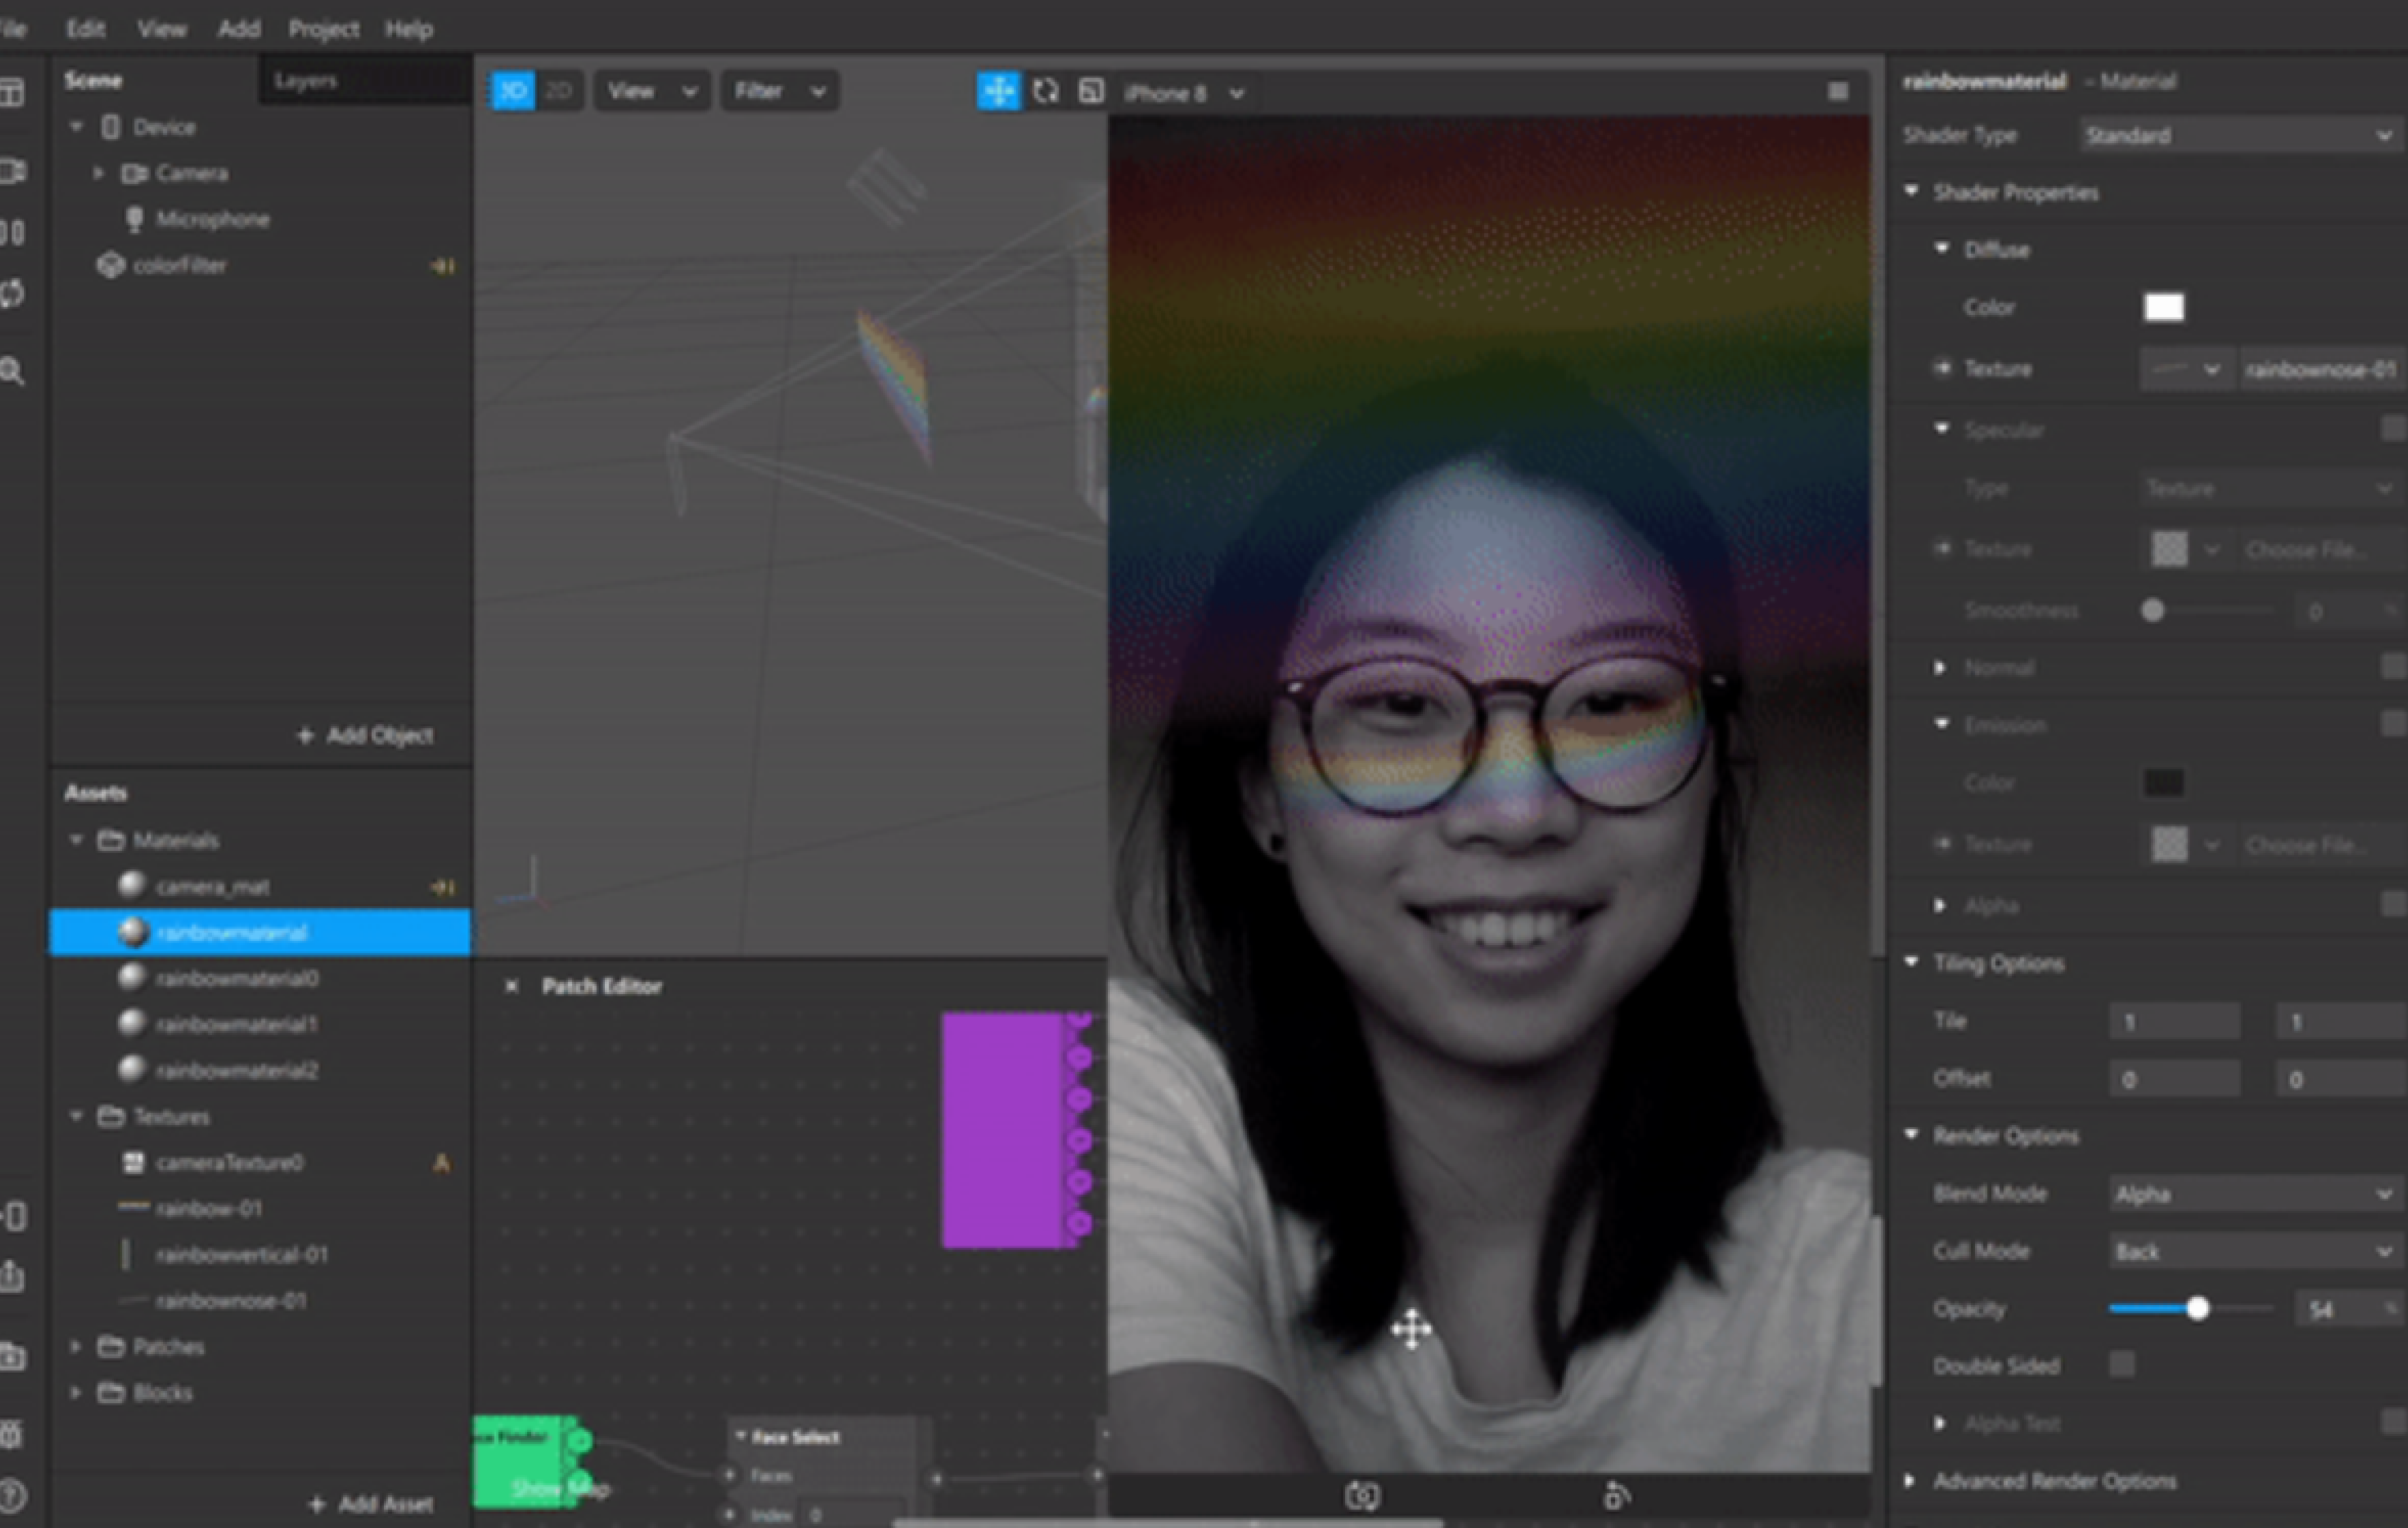 File Edit View Add Project Help
Scene Layers
Device
Camera
Microphone
colorFilter
+ Add Object
Assets
Materials
camera_mat
rainbowmaterial
rainbowmaterial0
rainbowmaterial1
rainbowmaterial2
Textures
cameraTexture0 A
rainbow-01
rainbowvertical-01
rainbownose-01
Patches
Blocks
+ Add Asset
3D 2D View Filter iPhone 8
× Patch Editor
Finder
Show Map
Face Select
Faces
Index 0
rainbowmaterial - Material
Shader Type Standard
Shader Properties
Diffuse
Color
Texture rainbownose-01
Specular
Type Texture
Texture Choose File...
Smoothness 0 %
Normal
Emission
Color
Texture Choose File...
Alpha
Tiling Options
Tile 1 1
Offset 0 0
Render Options
Blend Mode Alpha
Cull Mode Back
Opacity 54 %
Double Sided
Alpha Test
Advanced Render Options